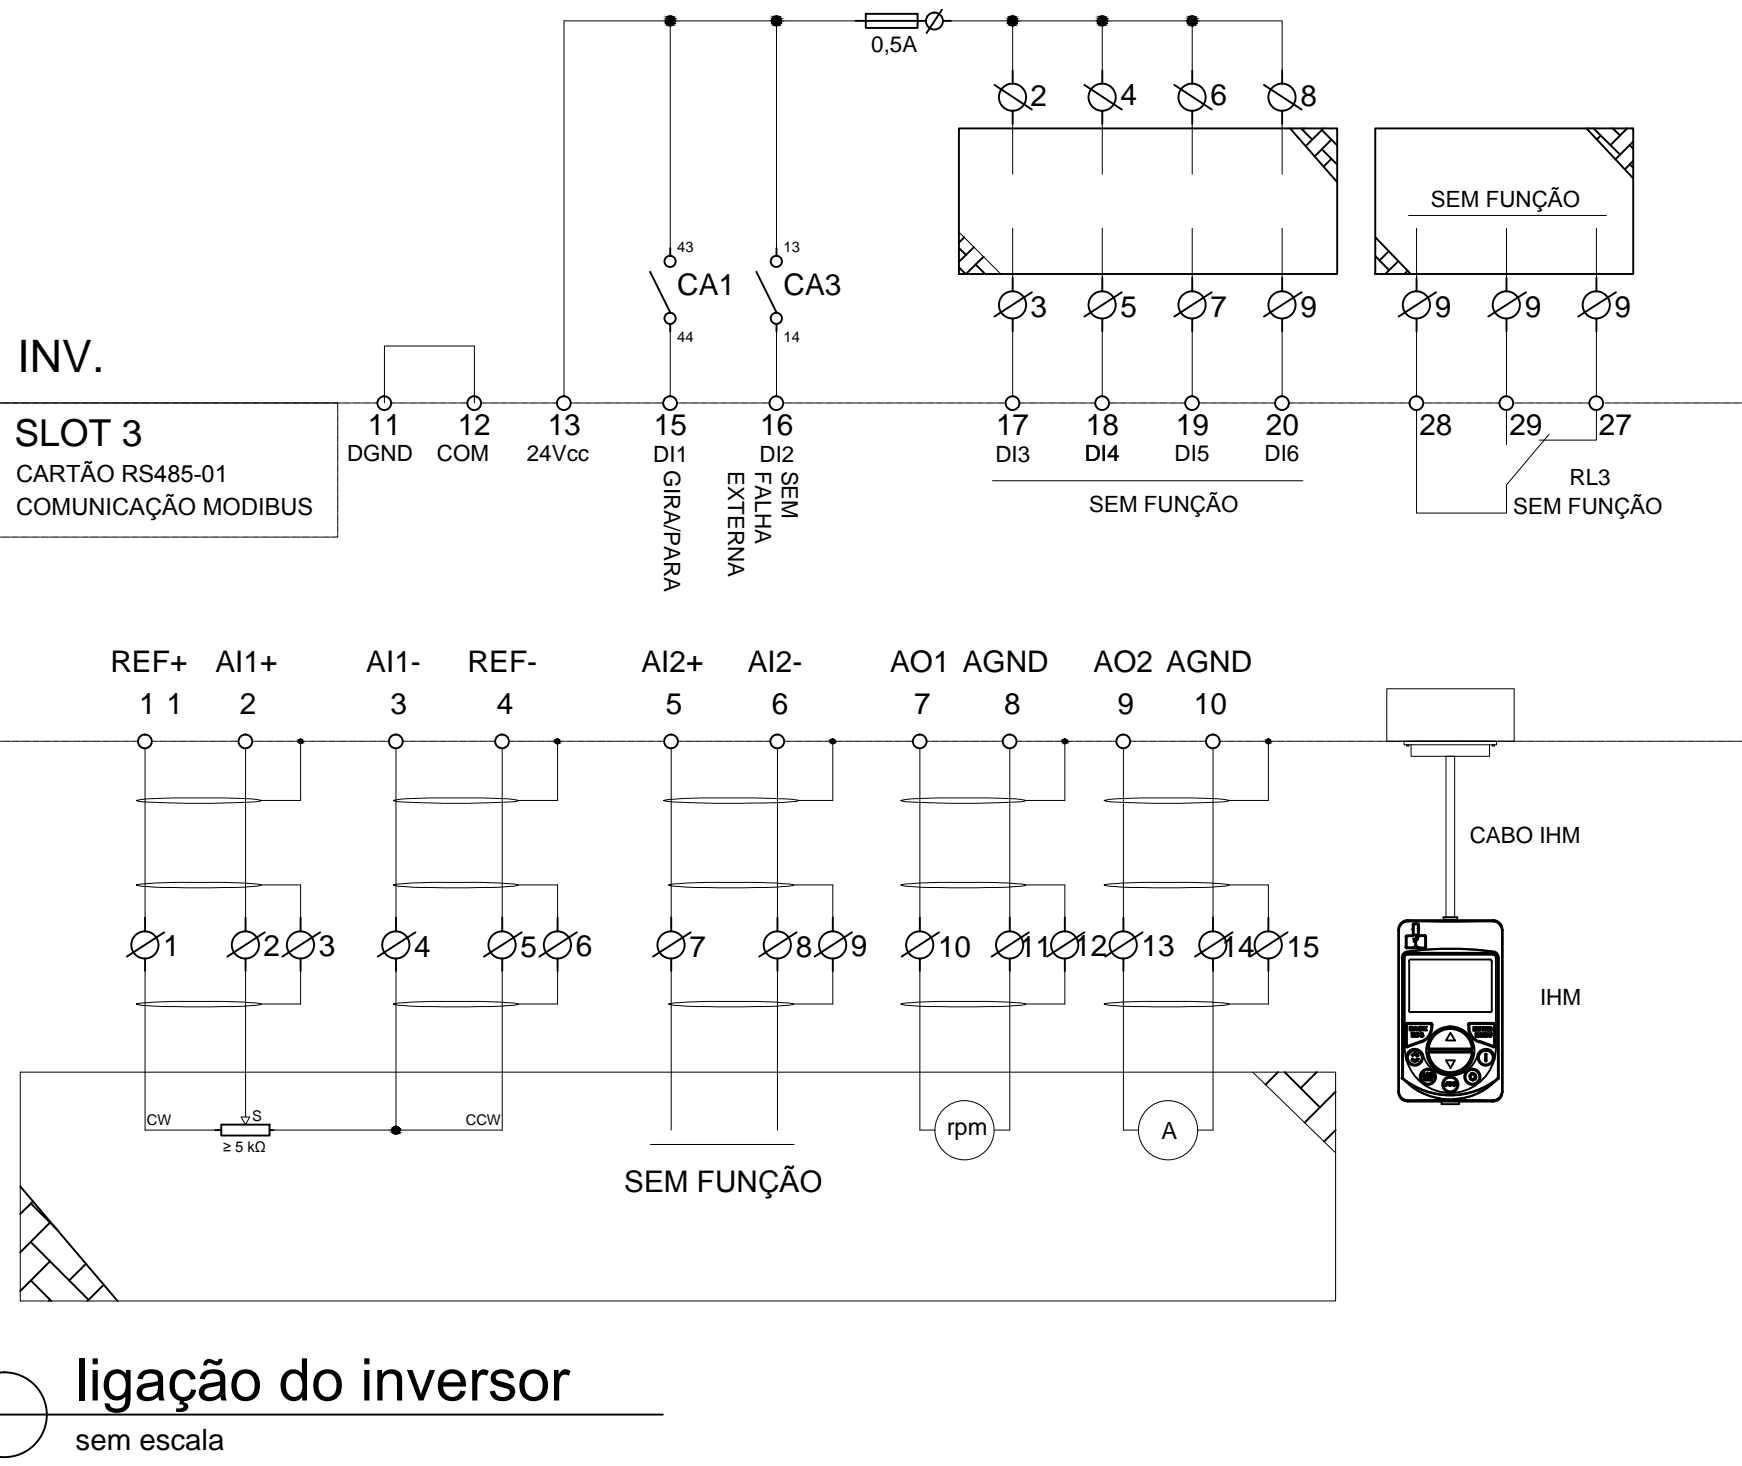 0,5A
2 4 6 8
SEM FUNÇÃO
43 13
CA1 CA3
44 14
3 5 7 9 9 9 9
INV.
SLOT 3
CARTÃO RS485-01
COMUNICAÇÃO MODIBUS
11 12 13 15 16 17 18 19 20 28 29 27
DGND COM 24Vcc DI1 DI2 DI3 DI4 DI5 DI6
GIRA/PARA
SEM
FALHA
EXTERNA
SEM FUNÇÃO
RL3
SEM FUNÇÃO
REF+ AI1+ AI1- REF- AI2+ AI2- AO1 AGND AO2 AGND
1 1 2 3 4 5 6 7 8 9 10
CABO IHM
1 2 3 4 5 6 7 8 9 10 11 12 13 14 15
IHM
CW S CCW
≥ 5 kΩ
rpm A
SEM FUNÇÃO
ligação do inversor
sem escala